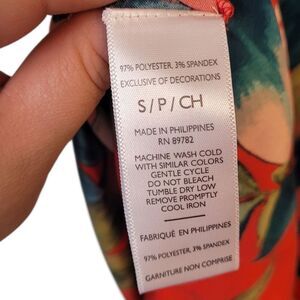 97% POLYESTER, 3% SPANDEX
EXCLUSIVE OF DECORATIONS
S/P/CH
MADE IN PHILIPPINES
RN 89782
MACHINE WASH COLD
WITH SIMILAR COLORS
GENTLE CYCLE
DO NOT BLEACH
TUMBLE DRY LOW
REMOVE PROMPTLY
COOL IRON
FABRIQUÉ EN PHILIPPINES
97% POLYESTER, 3% SPANDEX
GARNITURE NON COMPRISE